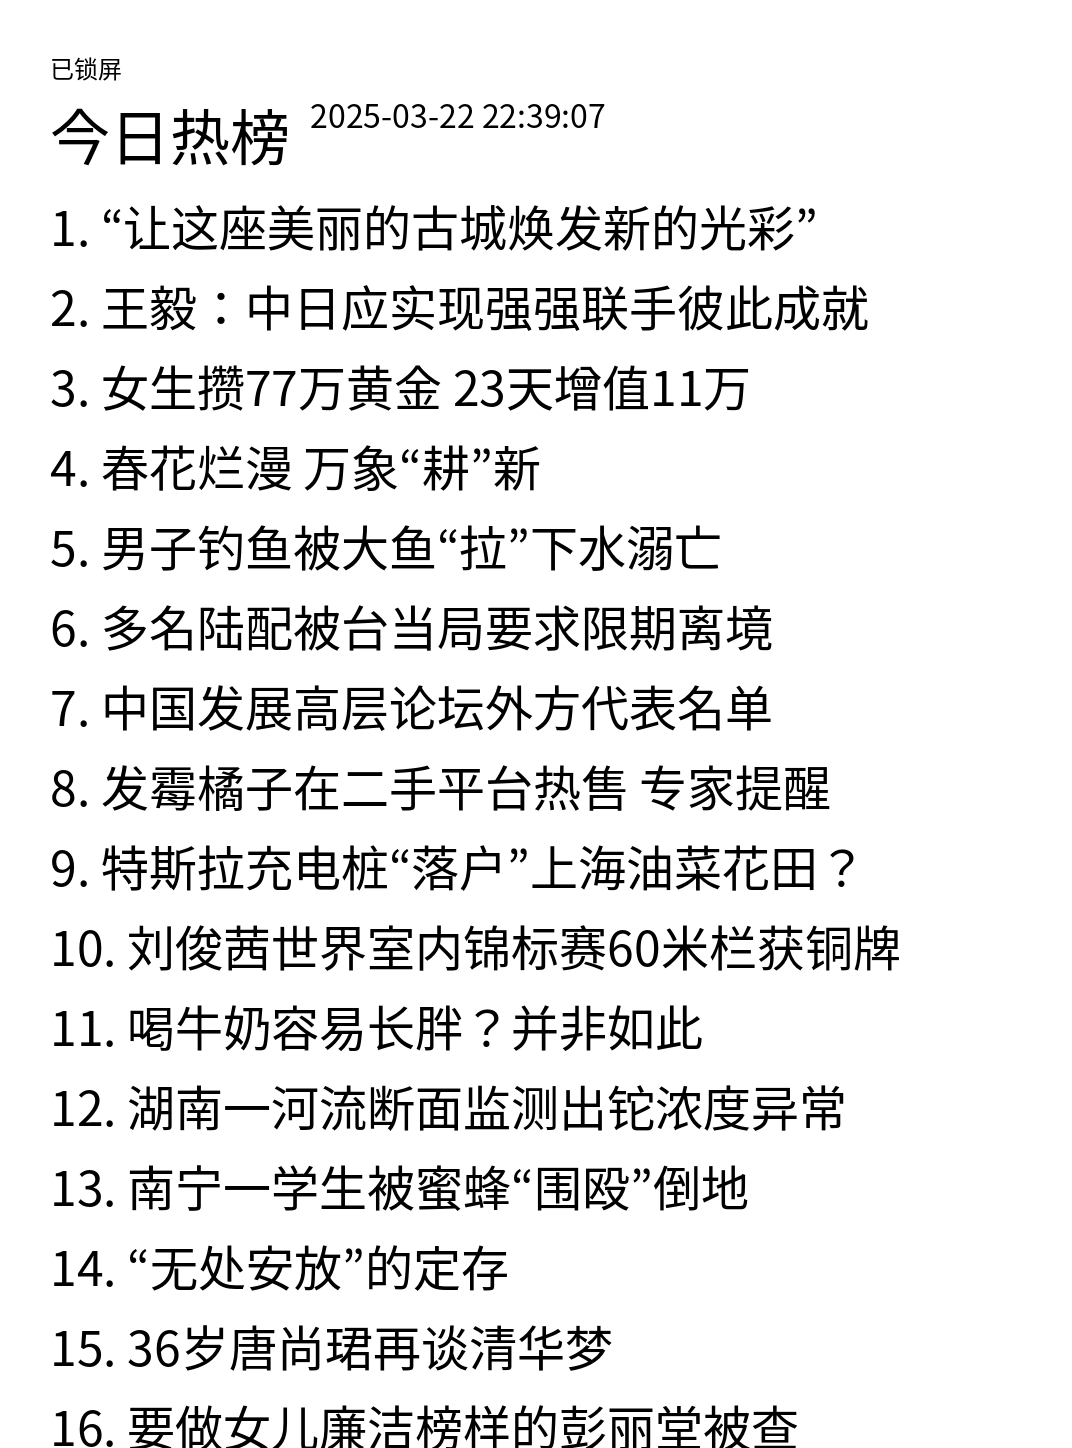 已锁屏
今日热榜 2025-03-22 22:39:07
1. “让这座美丽的古城焕发新的光彩”
2. 王毅：中日应实现强强联手彼此成就
3. 女生攒77万黄金 23天增值11万
4. 春花烂漫 万象“耕”新
5. 男子钓鱼被大鱼“拉”下水溺亡
6. 多名陆配被台当局要求限期离境
7. 中国发展高层论坛外方代表名单
8. 发霉橘子在二手平台热售 专家提醒
9. 特斯拉充电桩“落户”上海油菜花田？
10. 刘俊茜世界室内锦标赛60米栏获铜牌
11. 喝牛奶容易长胖？并非如此
12. 湖南一河流断面监测出铊浓度异常
13. 南宁一学生被蜜蜂“围殴”倒地
14. “无处安放”的定存
15. 36岁唐尚珺再谈清华梦
16. 要做女儿廉洁榜样的彭丽堂被查